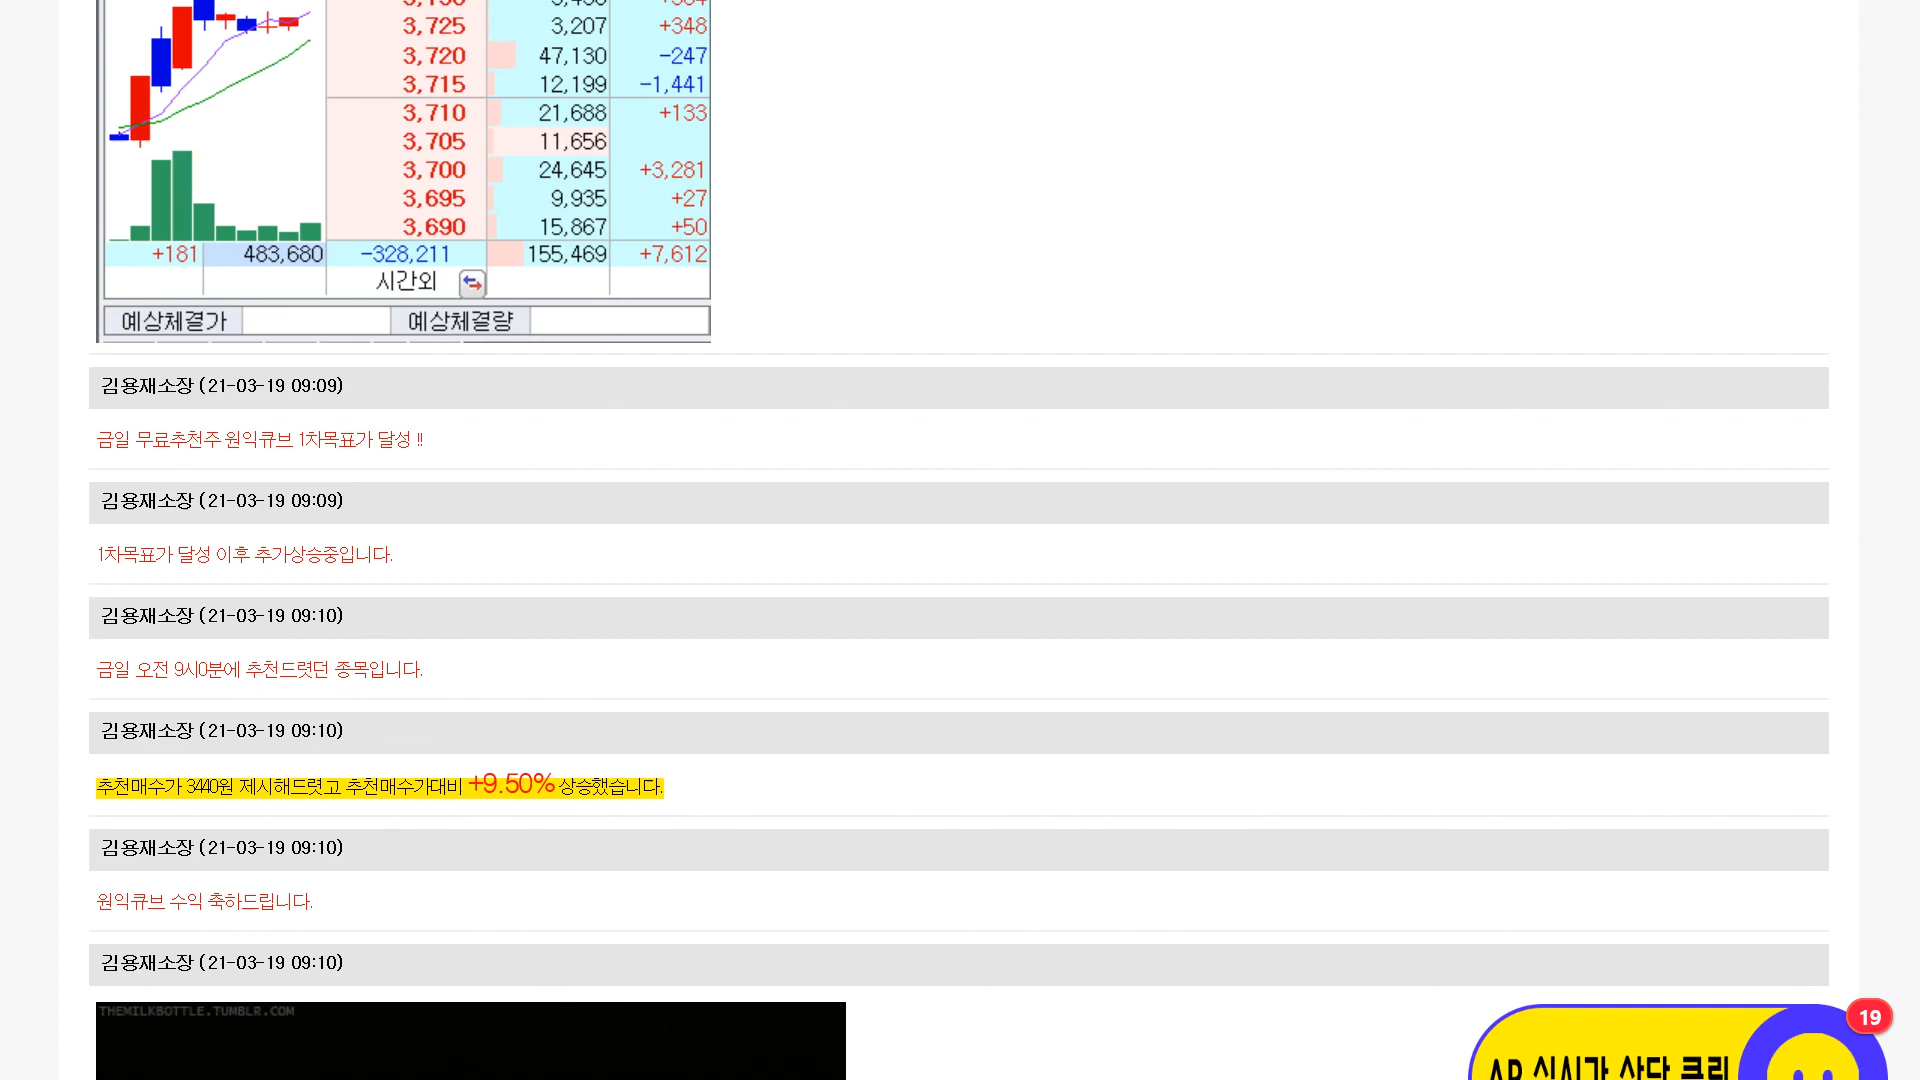 3,725 3,207 +348
3,720 47,130 -247
3,715 12,199 -1,441
3,710 21,688 +133
3,705 11,656
3,700 24,645 +3,281
3,695 9,935 +27
3,690 15,867 +50
+181 483,680 -328,211 155,469 +7,612
시간외
예상체결가 예상체결량
김용재소장 (21-03-19 09:09)
금일 무료추천주 원익큐브 1차목표가 달성 !!
김용재소장 (21-03-19 09:09)
1차목표가 달성 이후 추가상승중입니다.
김용재소장 (21-03-19 09:10)
금일 오전 9시0분에 추천드렷던 종목입니다.
김용재소장 (21-03-19 09:10)
추천매수가 3440원 제시해드렷고 추천매수가대비 +9.50% 상승했습니다.
김용재소장 (21-03-19 09:10)
원익큐브 수익 축하드립니다.
김용재소장 (21-03-19 09:10)
THEMILKBOTTLE.TUMBLR.COM
19
실시간 상담 클릭